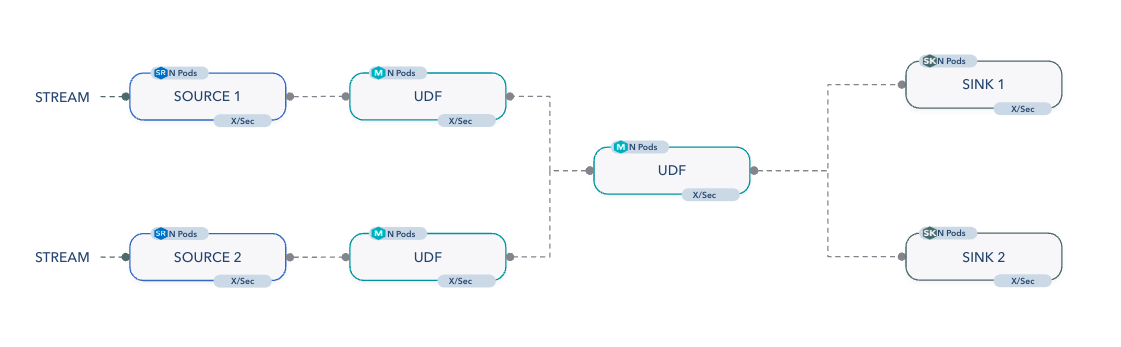 SR N Pods
STREAM
SOURCE 1
X/Sec
M N Pods
UDF
X/Sec
SR N Pods
STREAM
SOURCE 2
X/Sec
M N Pods
UDF
X/Sec
M N Pods
UDF
X/Sec
SK N Pods
SINK 1
X/Sec
SK N Pods
SINK 2
X/Sec